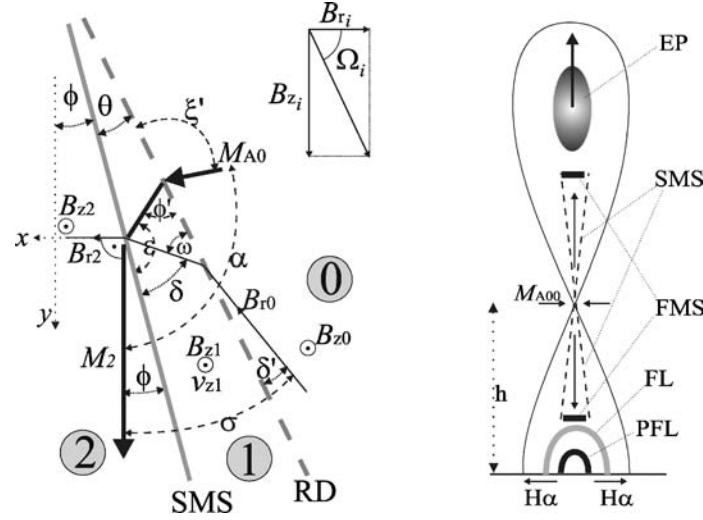 B_ri
Ω_i
B_zi
ϕ
θ
ξ'
M_A0
B_z2
ϕ'
x
ξ
ω
B_r2
α
0
δ
B_r0
y
M_2
B_z0
B_z1
δ'
v_z1
ϕ
σ
2
1
SMS
RD
EP
SMS
M_A00
FMS
h
FL
PFL
Hα
Hα